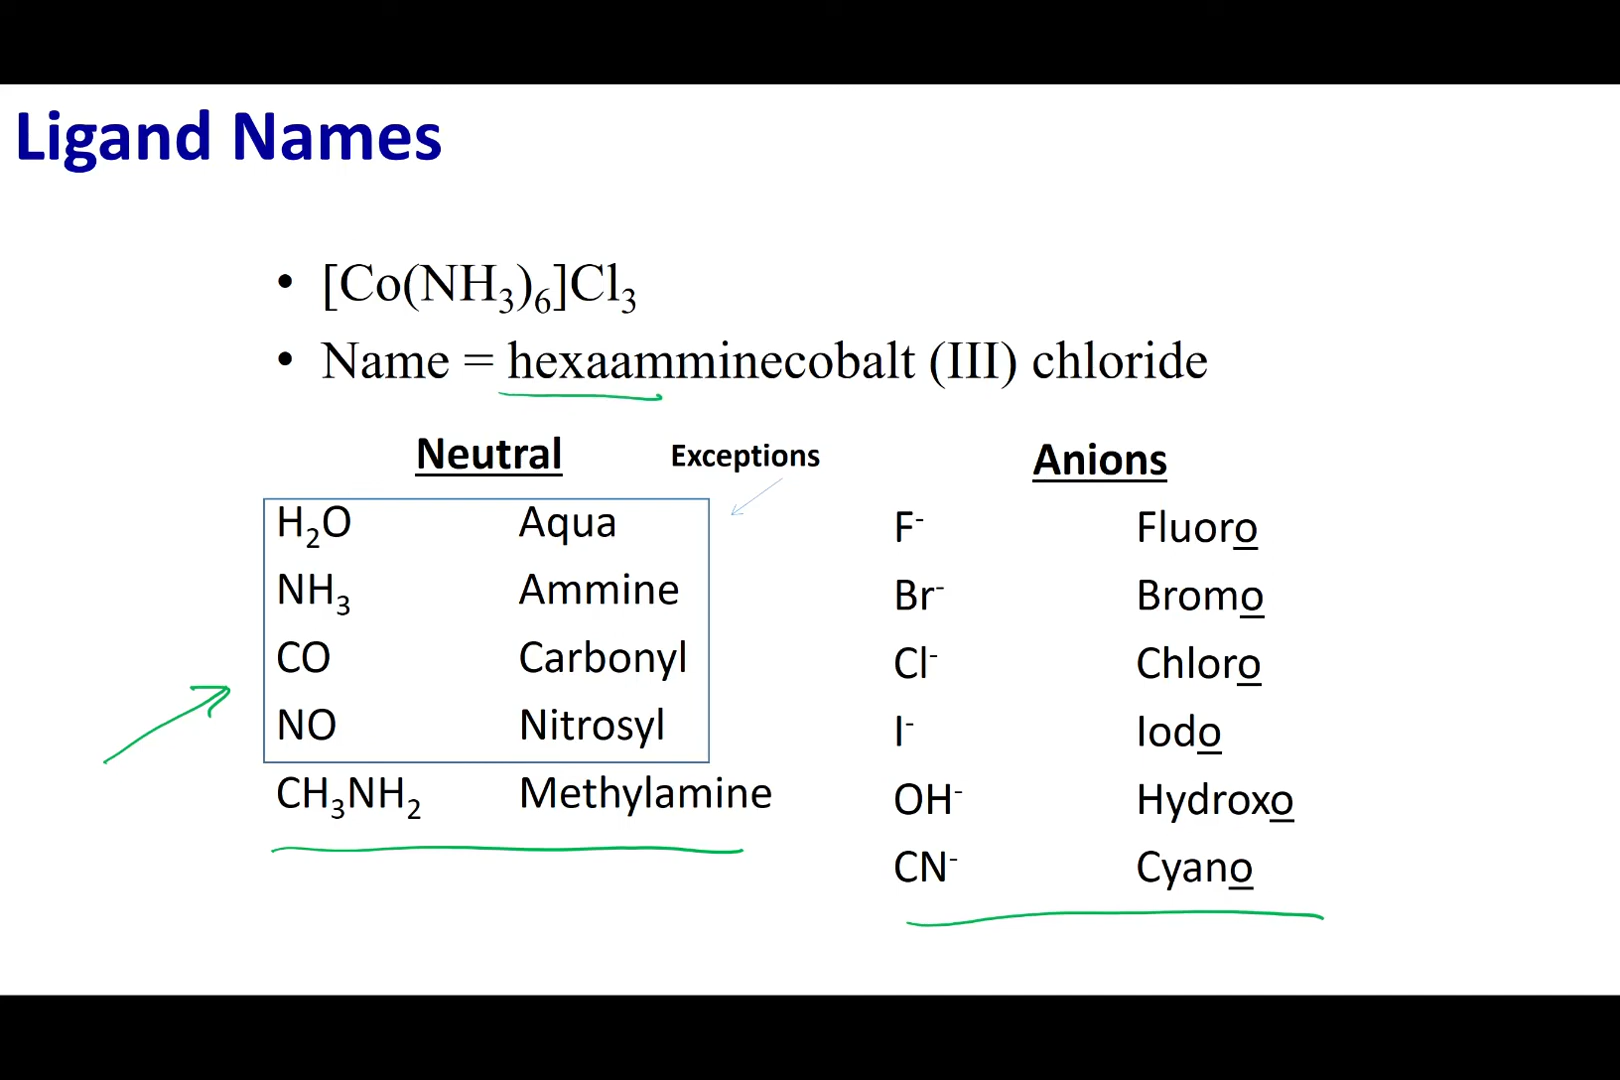 Ligand Names
• [Co(NH₃)₆]Cl₃
• Name = hexaamminecobalt (III) chloride
Neutral
Exceptions
H₂O Aqua
NH₃ Ammine
CO Carbonyl
NO Nitrosyl
CH₃NH₂ Methylamine
Anions
F⁻ Fluoro
Br⁻ Bromo
Cl⁻ Chloro
I⁻ Iodo
OH⁻ Hydroxo
CN⁻ Cyano